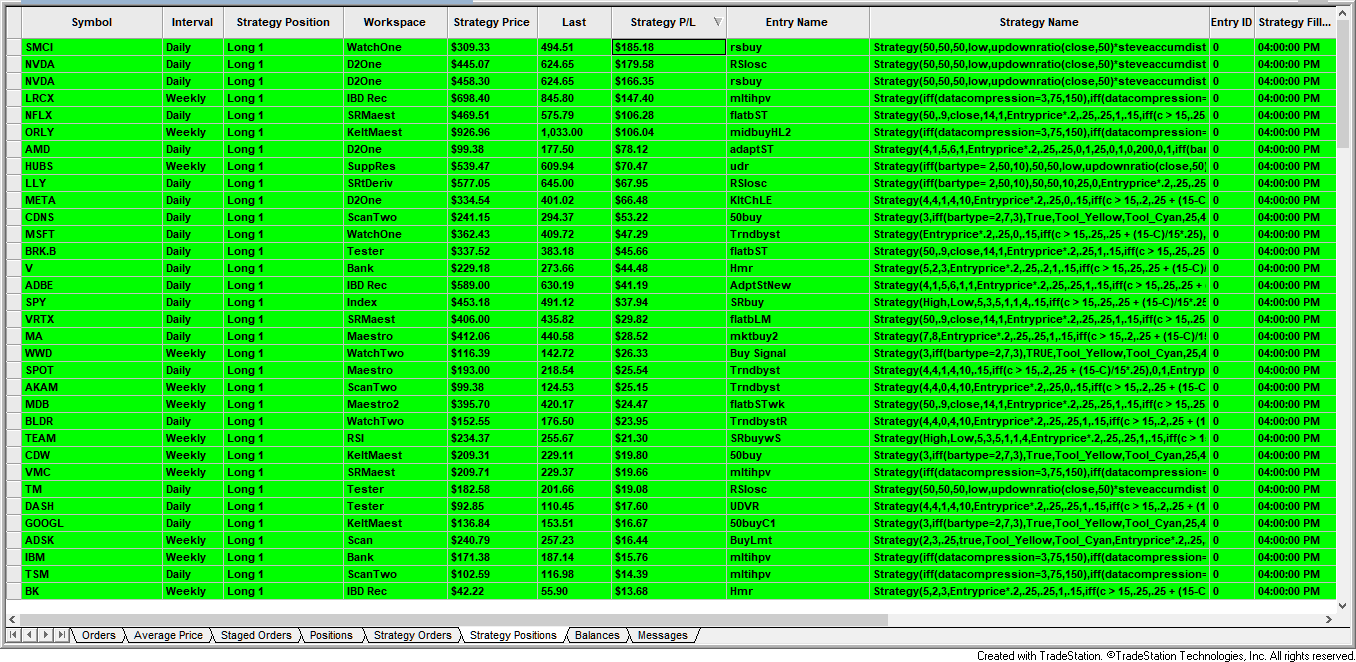 Symbol Interval Strategy Position Workspace Strategy Price Last Strategy P/L Entry Name Strategy Name Entry ID Strategy Fill...
SMCI Daily Long 1 WatchOne $309.33 494.51 $185.18 rsbuy Strategy(50,50,50,low,updownratio(close,50)*steveaccumdist 0 04:00:00 PM
NVDA Daily Long 1 D2One $445.07 624.65 $179.58 RSIosc Strategy(50,50,50,low,updownratio(close,50)*steveaccumdist 0 04:00:00 PM
NVDA Daily Long 1 D2One $458.30 624.65 $166.35 rsbuy Strategy(50,50,50,low,updownratio(close,50)*steveaccumdist 0 04:00:00 PM
LRCX Weekly Long 1 IBD Rec $698.40 845.80 $147.40 mltihpv Strategy(iff(datacompression=3,75,150),iff(datacompression= 0 04:00:00 PM
NFLX Daily Long 1 SRMaest $469.51 575.79 $106.28 flatbST Strategy(50,.9,close,14,1,Entryprice*.2,.25,.25,1,.15,iff(c > 15,.25 0 04:00:00 PM
ORLY Weekly Long 1 KeltMaest $926.96 1,033.00 $106.04 midbuyHL2 Strategy(iff(datacompression=3,75,150),iff(datacompression= 0 04:00:00 PM
AMD Daily Long 1 D2One $99.38 177.50 $78.12 adaptST Strategy(4,1,5,6,1,Entryprice*.2,.25,.25,0,1,25,0,1,0,200,0,1,iff(bar 0 04:00:00 PM
HUBS Weekly Long 1 SuppRes $539.47 609.94 $70.47 udr Strategy(iff(bartype= 2,50,10),50,50,low,updownratio(close,50) 0 04:00:00 PM
LLY Daily Long 1 SRtDeriv $577.05 645.00 $67.95 RSIosc Strategy(iff(bartype= 2,50,10),50,50,10,25,0,Entryprice*.2,.25,.25 0 04:00:00 PM
META Daily Long 1 D2One $334.54 401.02 $66.48 KltChLE Strategy(4,4,1,4,10,Entryprice*.2,.25,0,.15,iff(c > 15,.2,.25 + (15-C 0 04:00:00 PM
CDNS Daily Long 1 ScanTwo $241.15 294.37 $53.22 50buy Strategy(3,iff(bartype=2,7,3),True,Tool_Yellow,Tool_Cyan,25,4 0 04:00:00 PM
MSFT Daily Long 1 WatchOne $362.43 409.72 $47.29 Trndbyst Strategy(Entryprice*.2,.25,0,.15,iff(c > 15,.25,.25 + (15-C)/15*.25), 0 04:00:00 PM
BRK.B Daily Long 1 Tester $337.52 383.18 $45.66 flatbST Strategy(50,.9,close,14,1,Entryprice*.2,.25,1,.15,iff(c > 15,.25,.25 0 04:00:00 PM
V Daily Long 1 Bank $229.18 273.66 $44.48 Hmr Strategy(5,2,3,Entryprice*.2,.25,.2,1,.15,iff(c > 15,.25,.25 + (15-C)/ 0 04:00:00 PM
ADBE Daily Long 1 IBD Rec $589.00 630.19 $41.19 AdptStNew Strategy(4,1,5,6,1,1,Entryprice*.2,.25,.25,1,.15,iff(c > 15,.25,.25 + 0 04:00:00 PM
SPY Daily Long 1 Index $453.18 491.12 $37.94 SRbuy Strategy(High,Low,5,3,5,1,1,4,.15,iff(c > 15,.25,.25 + (15-C)/15*.25 0 04:00:00 PM
VRTX Daily Long 1 SRMaest $406.00 435.82 $29.82 flatbLM Strategy(50,.9,close,14,1,Entryprice*.2,.25,.25,1,.15,iff(c > 15,.25 0 04:00:00 PM
MA Daily Long 1 Maestro $412.06 440.58 $28.52 mktbuy2 Strategy(7,8,Entryprice*.2,.25,.25,1,.15,iff(c > 15,.2,.25 + (15-C)/1 0 04:00:00 PM
WWD Weekly Long 1 WatchTwo $116.39 142.72 $26.33 Buy Signal Strategy(3,iff(bartype=2,7,3),TRUE,Tool_Yellow,Tool_Cyan,25,4 0 04:00:00 PM
SPOT Daily Long 1 Maestro $193.00 218.54 $25.54 Trndbyst Strategy(4,4,1,4,10,.15,iff(c > 15,.2,.25 + (15-C)/15*.25),0,1,Entryp 0 04:00:00 PM
AKAM Weekly Long 1 ScanTwo $99.38 124.53 $25.15 Trndbyst Strategy(4,4,0,4,10,Entryprice*.2,.25,0,.15,iff(c > 15,.2,.25 + (15-C 0 04:00:00 PM
MDB Weekly Long 1 Maestro2 $395.70 420.17 $24.47 flatbSTwk Strategy(50,.9,close,14,1,Entryprice*.2,.25,.25,1,.15,iff(c > 15,.25 0 04:00:00 PM
BLDR Daily Long 1 WatchTwo $152.55 176.50 $23.95 TrndbystR Strategy(4,4,0,4,10,Entryprice*.2,.25,.25,1,.15,iff(c > 15,.2,.25 + (1 0 04:00:00 PM
TEAM Weekly Long 1 RSI $234.37 255.67 $21.30 SRbuywS Strategy(High,Low,5,3,5,1,1,4,Entryprice*.2,.25,.25,1,.15,iff(c > 1 0 04:00:00 PM
CDW Weekly Long 1 KeltMaest $209.31 229.11 $19.80 50buy Strategy(3,iff(bartype=2,7,3),True,Tool_Yellow,Tool_Cyan,25,4 0 04:00:00 PM
VMC Weekly Long 1 SRMaest $209.71 229.37 $19.66 mltihpv Strategy(iff(datacompression=3,75,150),iff(datacompression= 0 04:00:00 PM
TM Daily Long 1 Tester $182.58 201.66 $19.08 RSIosc Strategy(50,50,50,low,updownratio(close,50)*steveaccumdist 0 04:00:00 PM
DASH Daily Long 1 Tester $92.85 110.45 $17.60 UDVR Strategy(4,4,1,4,10,Entryprice*.2,.25,.25,1,.15,iff(c > 15,.2,.25 + (1 0 04:00:00 PM
GOOGL Daily Long 1 KeltMaest $136.84 153.51 $16.67 50buyC1 Strategy(3,iff(bartype=2,7,3),True,Tool_Yellow,Tool_Cyan,25,4 0 04:00:00 PM
ADSK Weekly Long 1 Scan $240.79 257.23 $16.44 BuyLmt Strategy(2,3,.25,true,Tool_Yellow,Tool_Cyan,Entryprice*.2,.25, 0 04:00:00 PM
IBM Weekly Long 1 Bank $171.38 187.14 $15.76 mltihpv Strategy(iff(datacompression=3,75,150),iff(datacompression= 0 04:00:00 PM
TSM Daily Long 1 ScanTwo $102.59 116.98 $14.39 mltihpv Strategy(iff(datacompression=3,75,150),iff(datacompression= 0 04:00:00 PM
BK Weekly Long 1 IBD Rec $42.22 55.90 $13.68 Hmr Strategy(5,2,3,Entryprice*.2,.25,.25,1,.15,iff(c > 15,.25,.25 + (15-C 0 04:00:00 PM
Orders Average Price Staged Orders Positions Strategy Orders Strategy Positions Balances Messages
Created with TradeStation. ©TradeStation Technologies, Inc. All rights reserved.